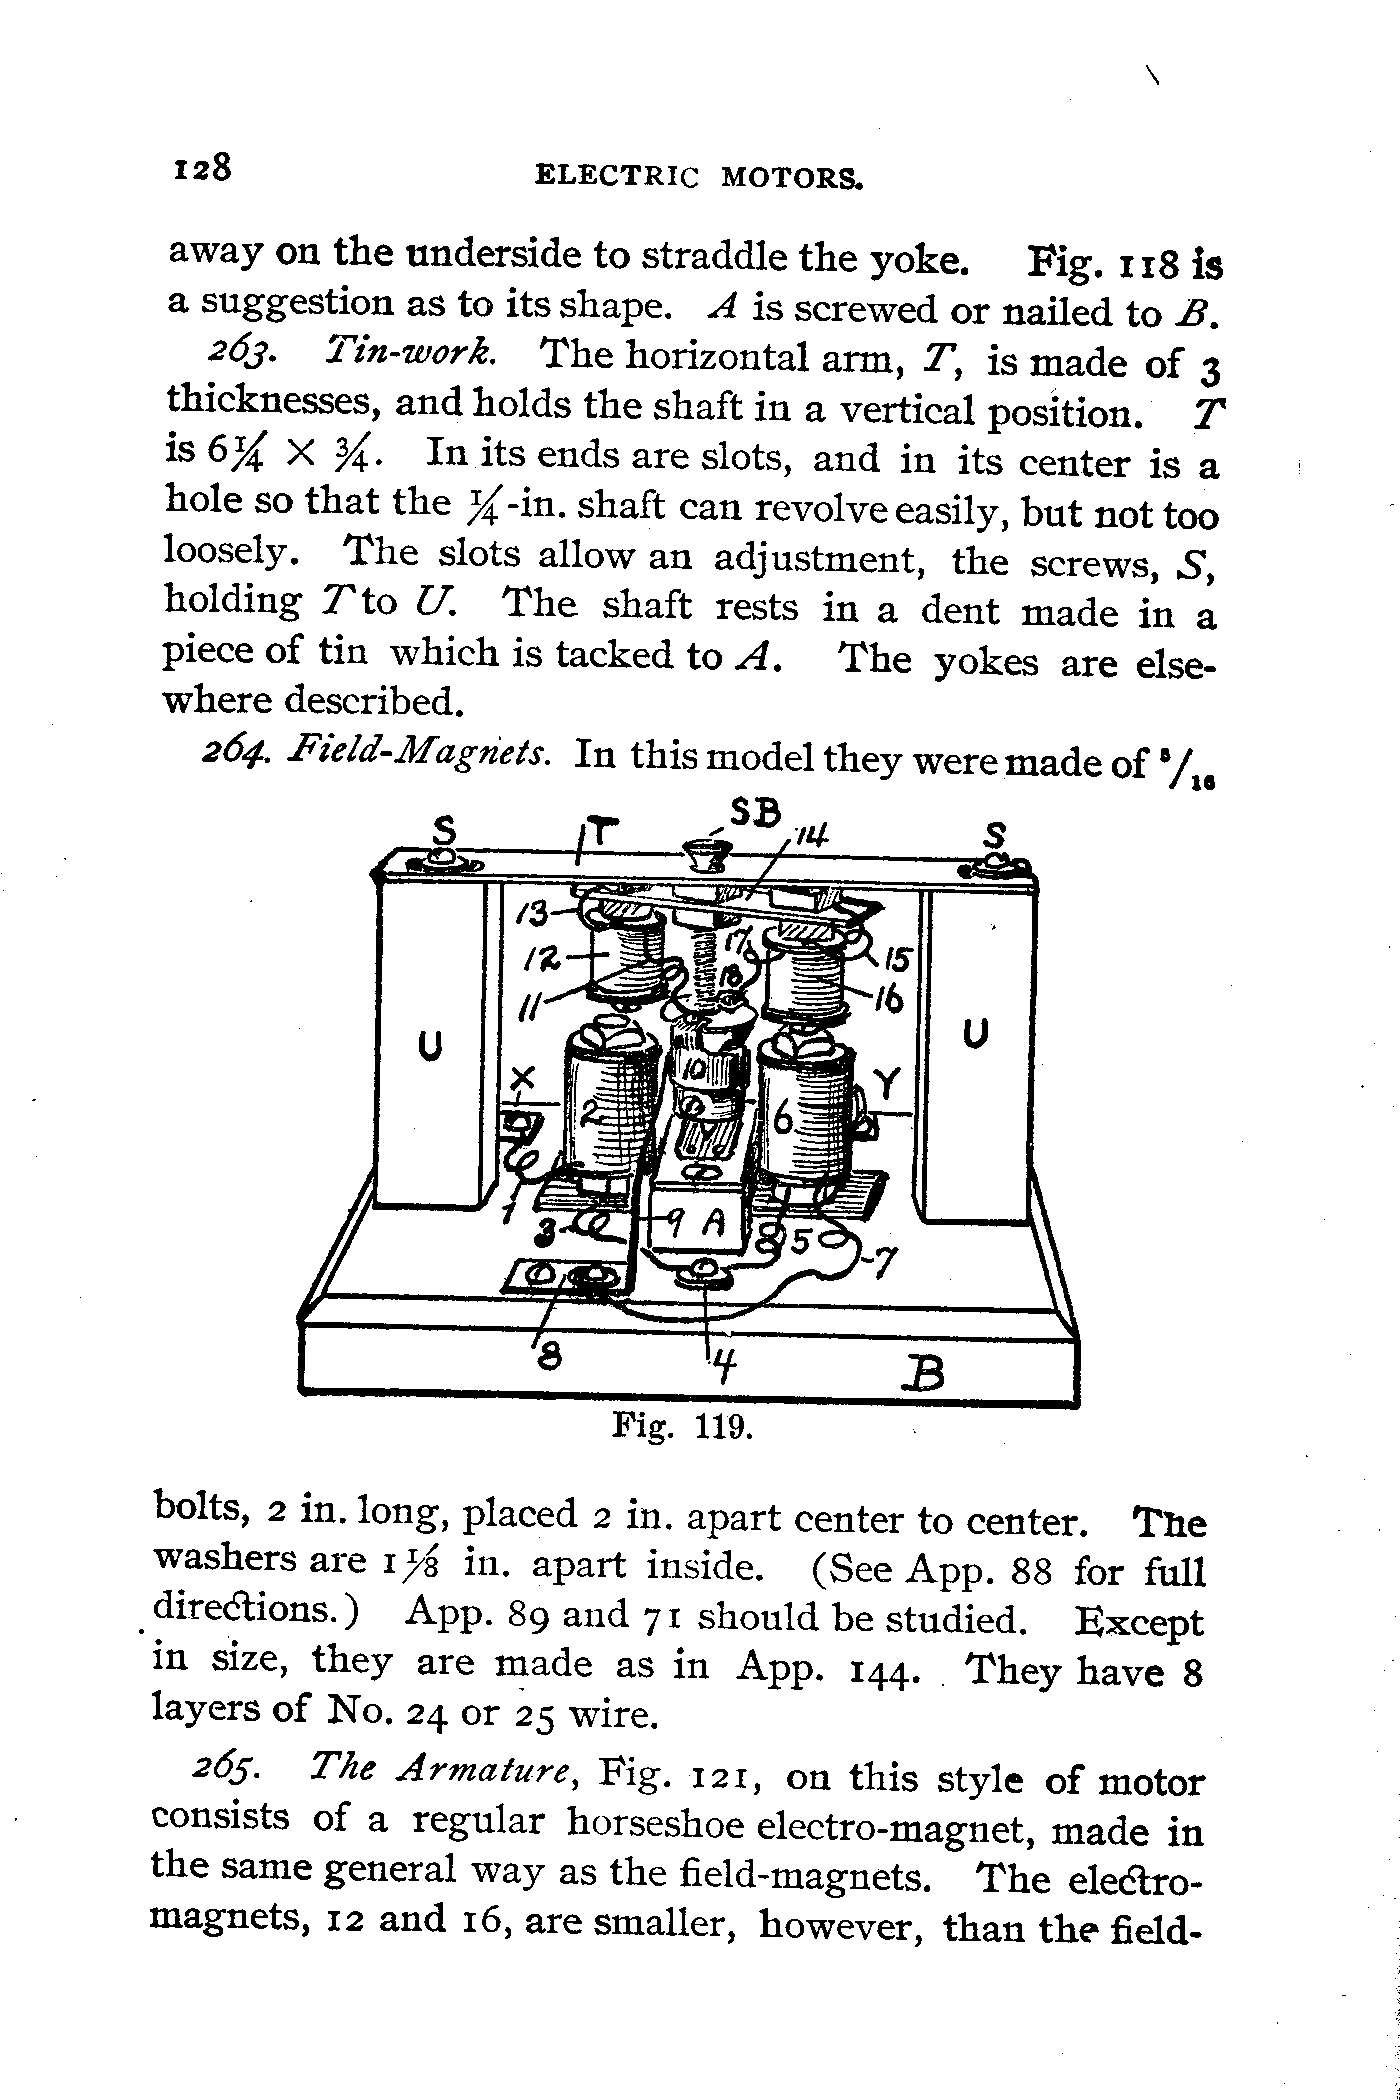 128 ELECTRIC MOTORS.
away on the underside to straddle the yoke. Fig. 118 is
a suggestion as to its shape. A is screwed or nailed to B.
263. Tin-work. The horizontal arm, T, is made of 3
thicknesses, and holds the shaft in a vertical position. T
is 6¼ × ¾. In its ends are slots, and in its center is a
hole so that the ¼-in. shaft can revolve easily, but not too
loosely. The slots allow an adjustment, the screws, S,
holding T to U. The shaft rests in a dent made in a
piece of tin which is tacked to A. The yokes are else-
where described.
264. Field-Magnets. In this model they were made of 5/16
S T SB 14 S
13
12 17 15
11 18 16
U U
10
X Y
2 6
1
3 9 A 5 7
8 4 B
Fig. 119.
bolts, 2 in. long, placed 2 in. apart center to center. The
washers are 1⅛ in. apart inside. (See App. 88 for full
directions.) App. 89 and 71 should be studied. Except
in size, they are made as in App. 144. They have 8
layers of No. 24 or 25 wire.
265. The Armature, Fig. 121, on this style of motor
consists of a regular horseshoe electro-magnet, made in
the same general way as the field-magnets. The electro-
magnets, 12 and 16, are smaller, however, than the field-